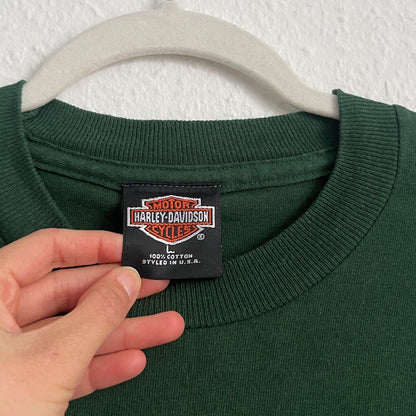 MOTOR
HARLEY-DAVIDSON
CYCLES
®
L
100% COTTON
STYLED IN U.S.A.